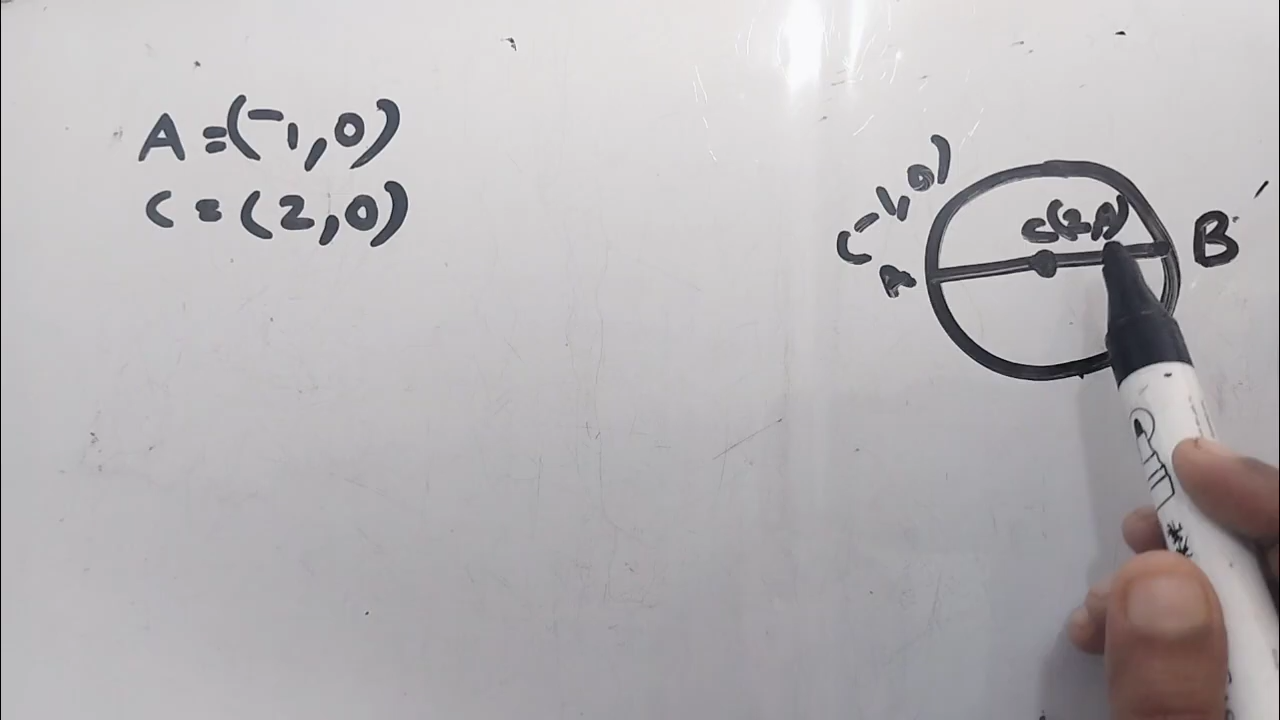 A = (-1,0)
C = (2,0)
(-1,0)
A
C(2,0)
B